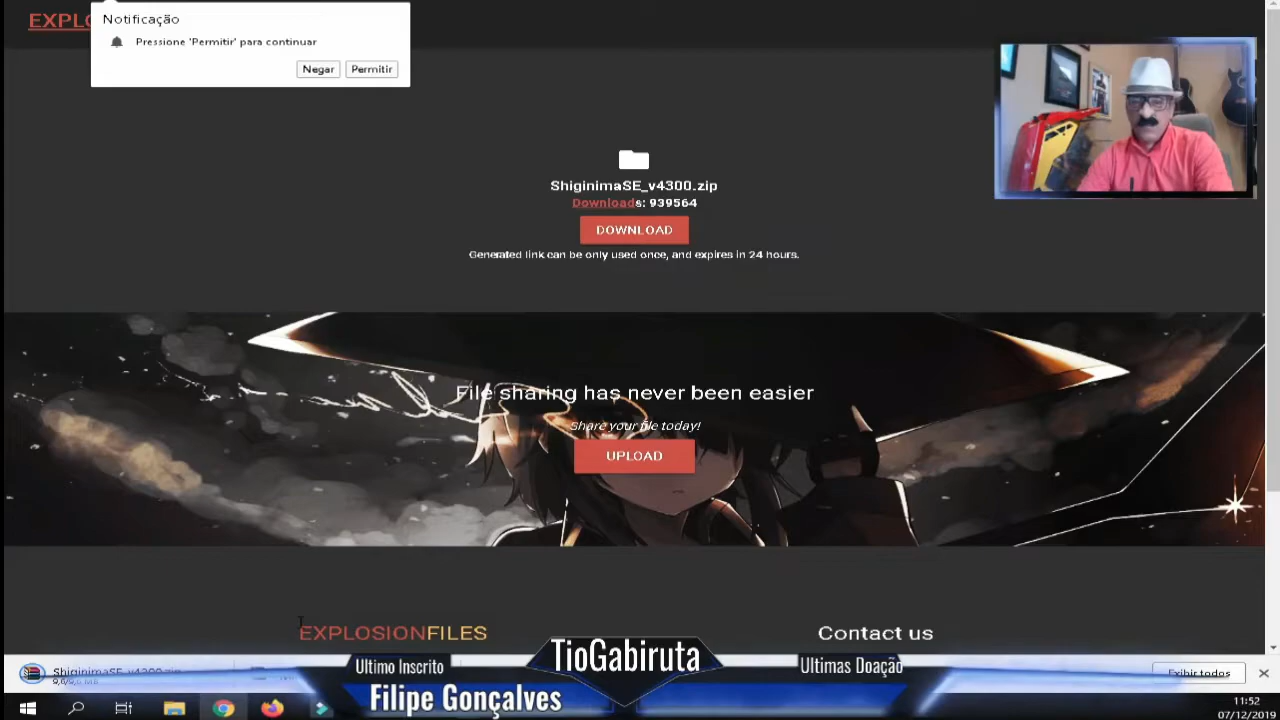 EXPLO
Notificação
Pressione 'Permitir' para continuar
Negar
Permitir
ShiginimaSE_v4300.zip
Downloads: 939564
DOWNLOAD
Generated link can be only used once, and expires in 24 hours.
File sharing has never been easier
Share your file today!
UPLOAD
EXPLOSIONFILES
Contact us
ShiginimaSE_v4300.zip
Exibir todos
Ultimo Inscrito
TioGabiruta
Ultimas Doação
Filipe Gonçalves
11:52
07/12/2019